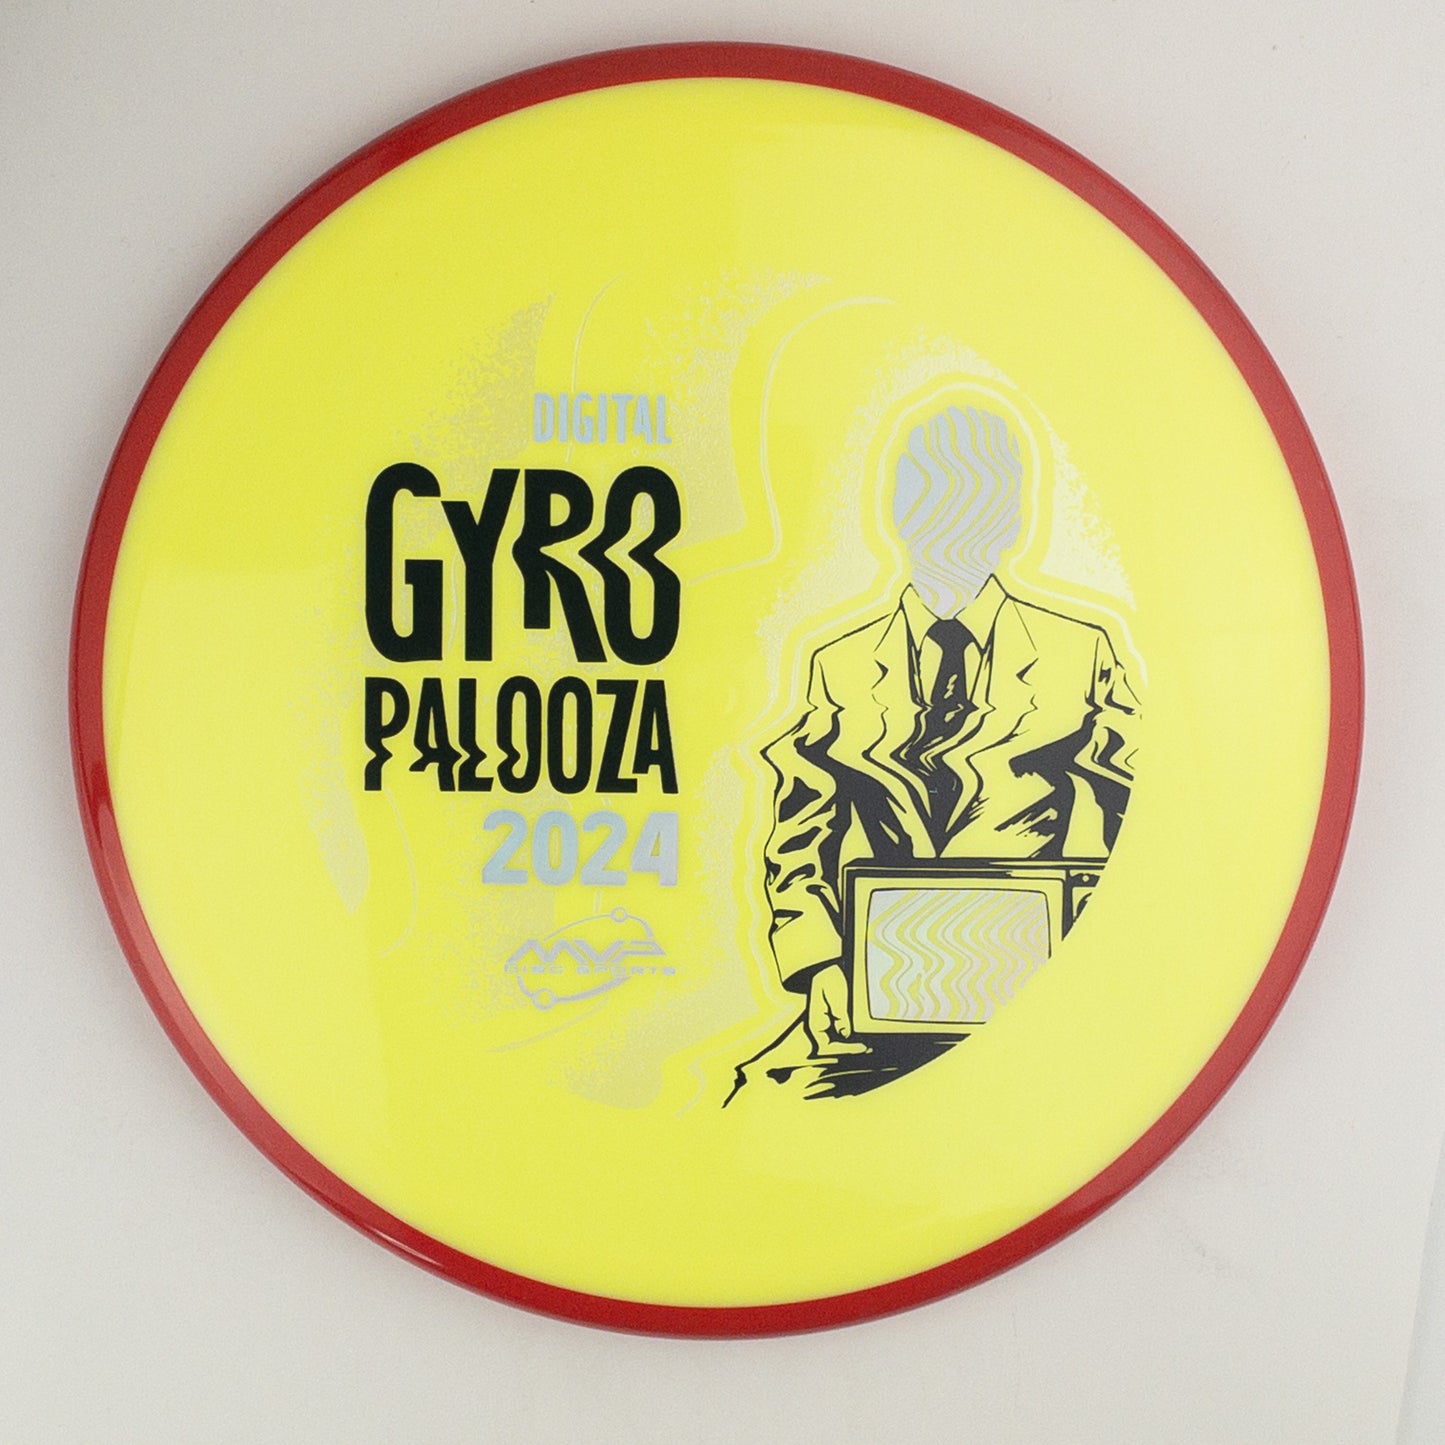 DIGITAL
GYRO
PALOOZA
2024
MVP
DISC SPORTS